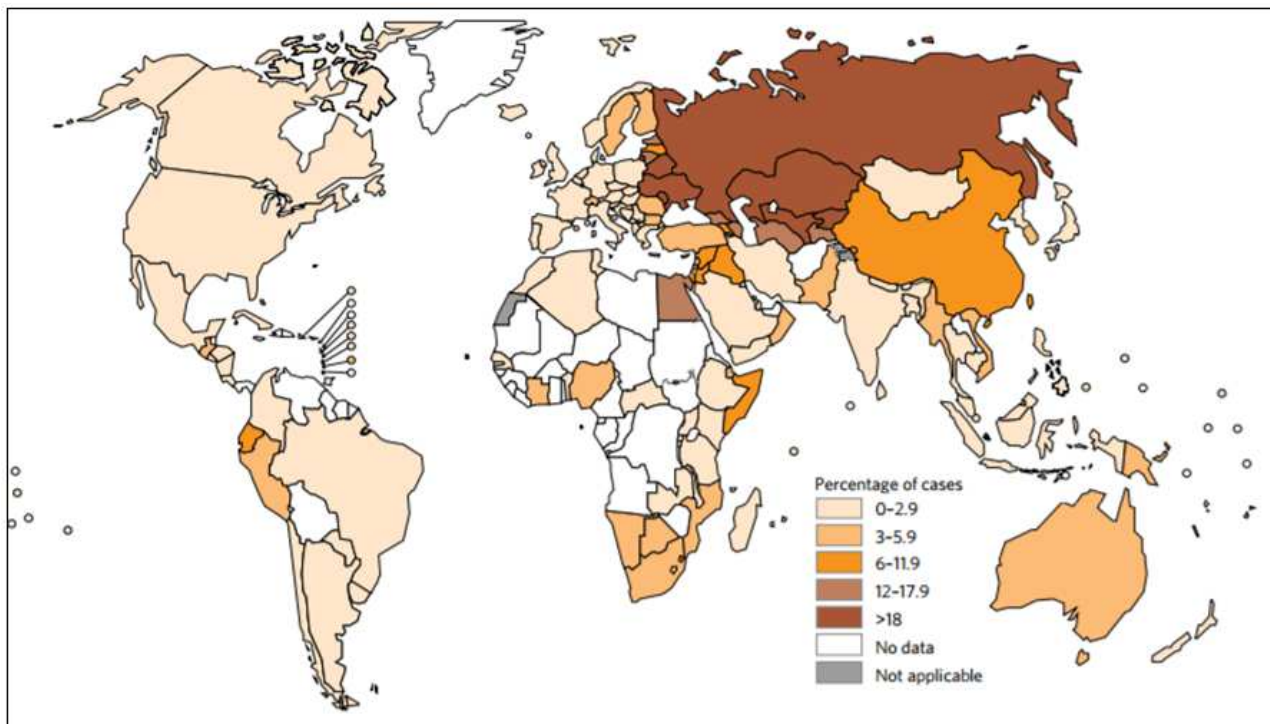 Percentage of cases
0–2.9
3–5.9
6–11.9
12–17.9
>18
No data
Not applicable